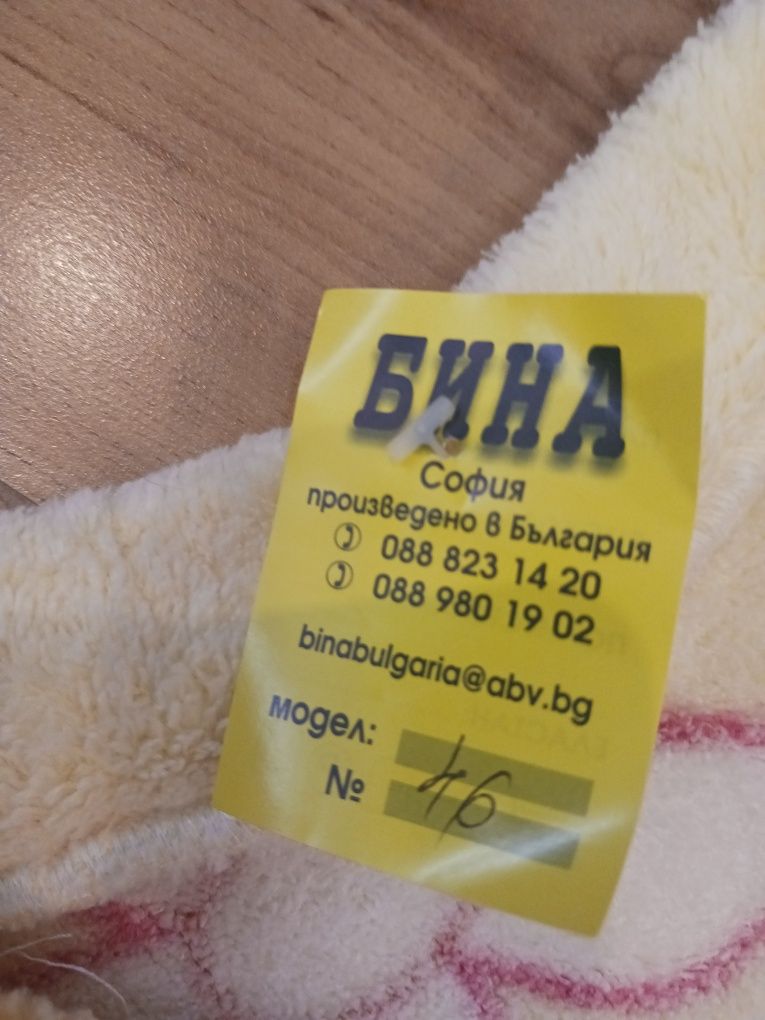 БИНА
София
произведено в България
✆ 088 823 14 20
✆ 088 980 19 02
binabulgaria@abv.bg
модел:
№ 46